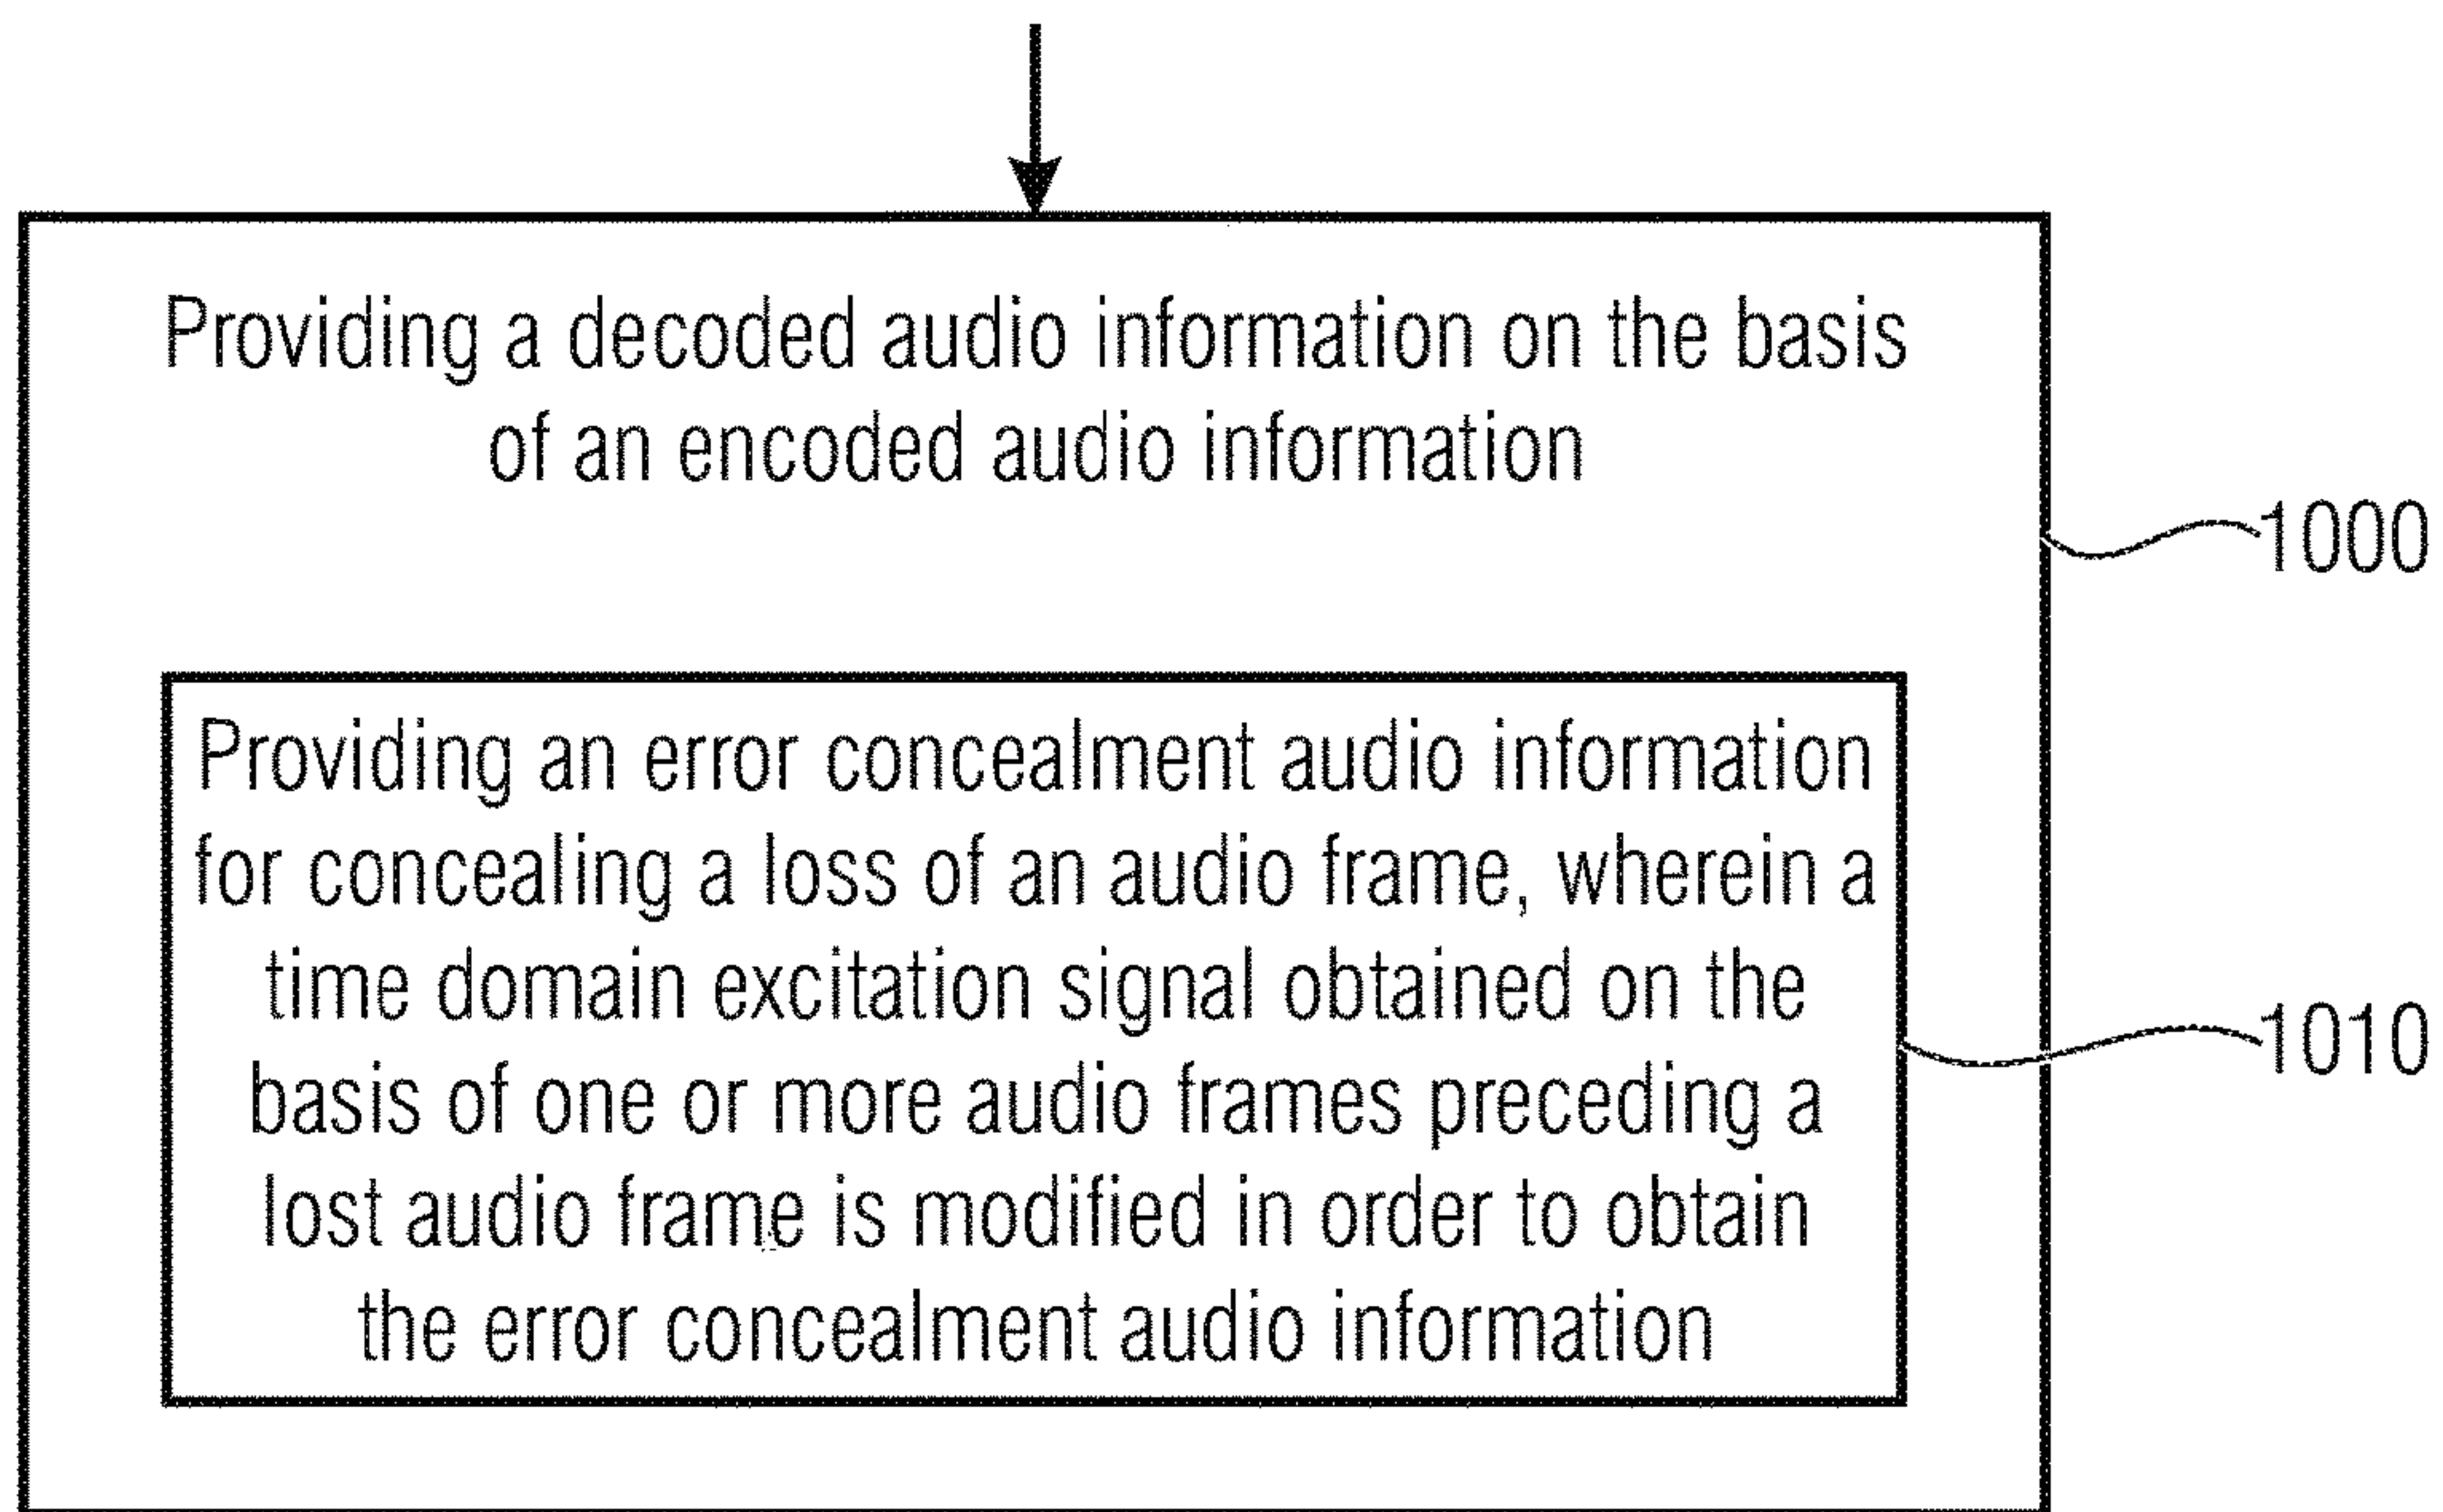 Providing a decoded audio information on the basis
of an encoded audio information
1000
Providing an error concealment audio information
for concealing a loss of an audio frame, wherein a
time domain excitation signal obtained on the
basis of one or more audio frames preceding a
lost audio frame is modified in order to obtain
the error concealment audio information
1010